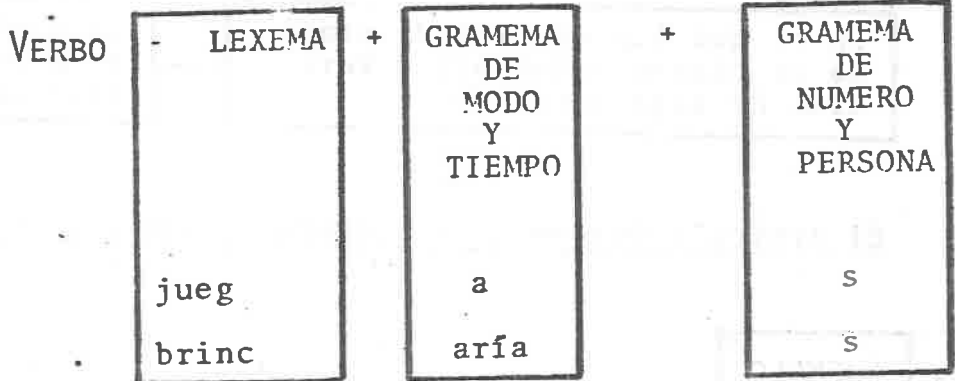 VERBO - LEXEMA + GRAMEMA + GRAMEMA
DE DE
MODO NUMERO
Y Y
TIEMPO PERSONA
jueg a s
brinc aría s